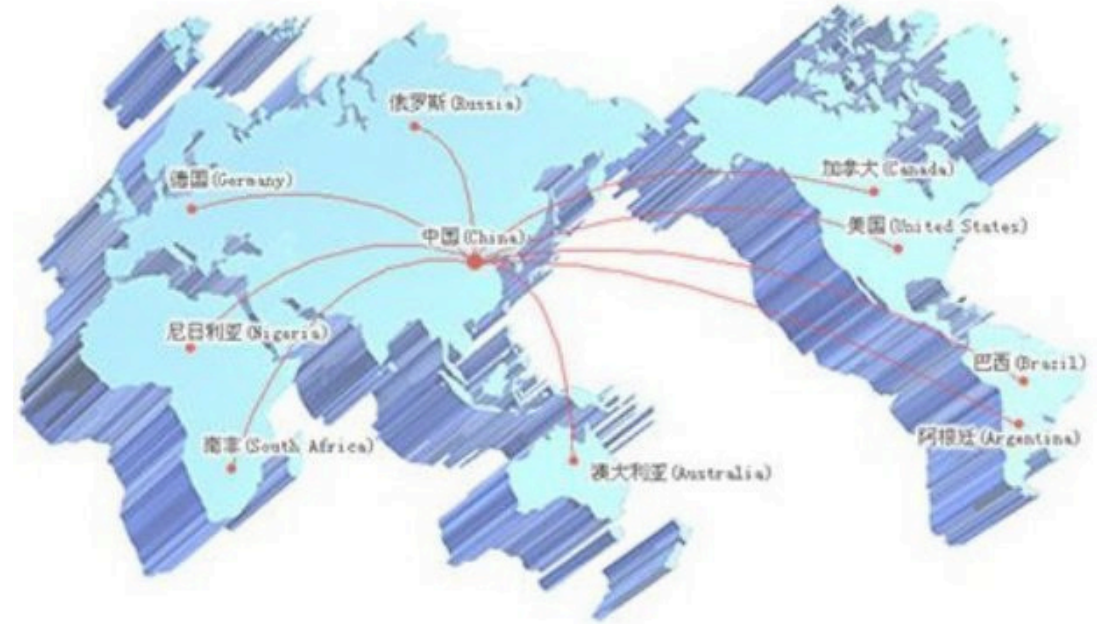 俄罗斯(Russia)
加拿大(Canada)
德国(Germany)
美国(United States)
中国(China)
尼日利亚(Nigeria)
巴西(Brazil)
阿根廷(Argentina)
南非(South Africa)
澳大利亚(Australia)